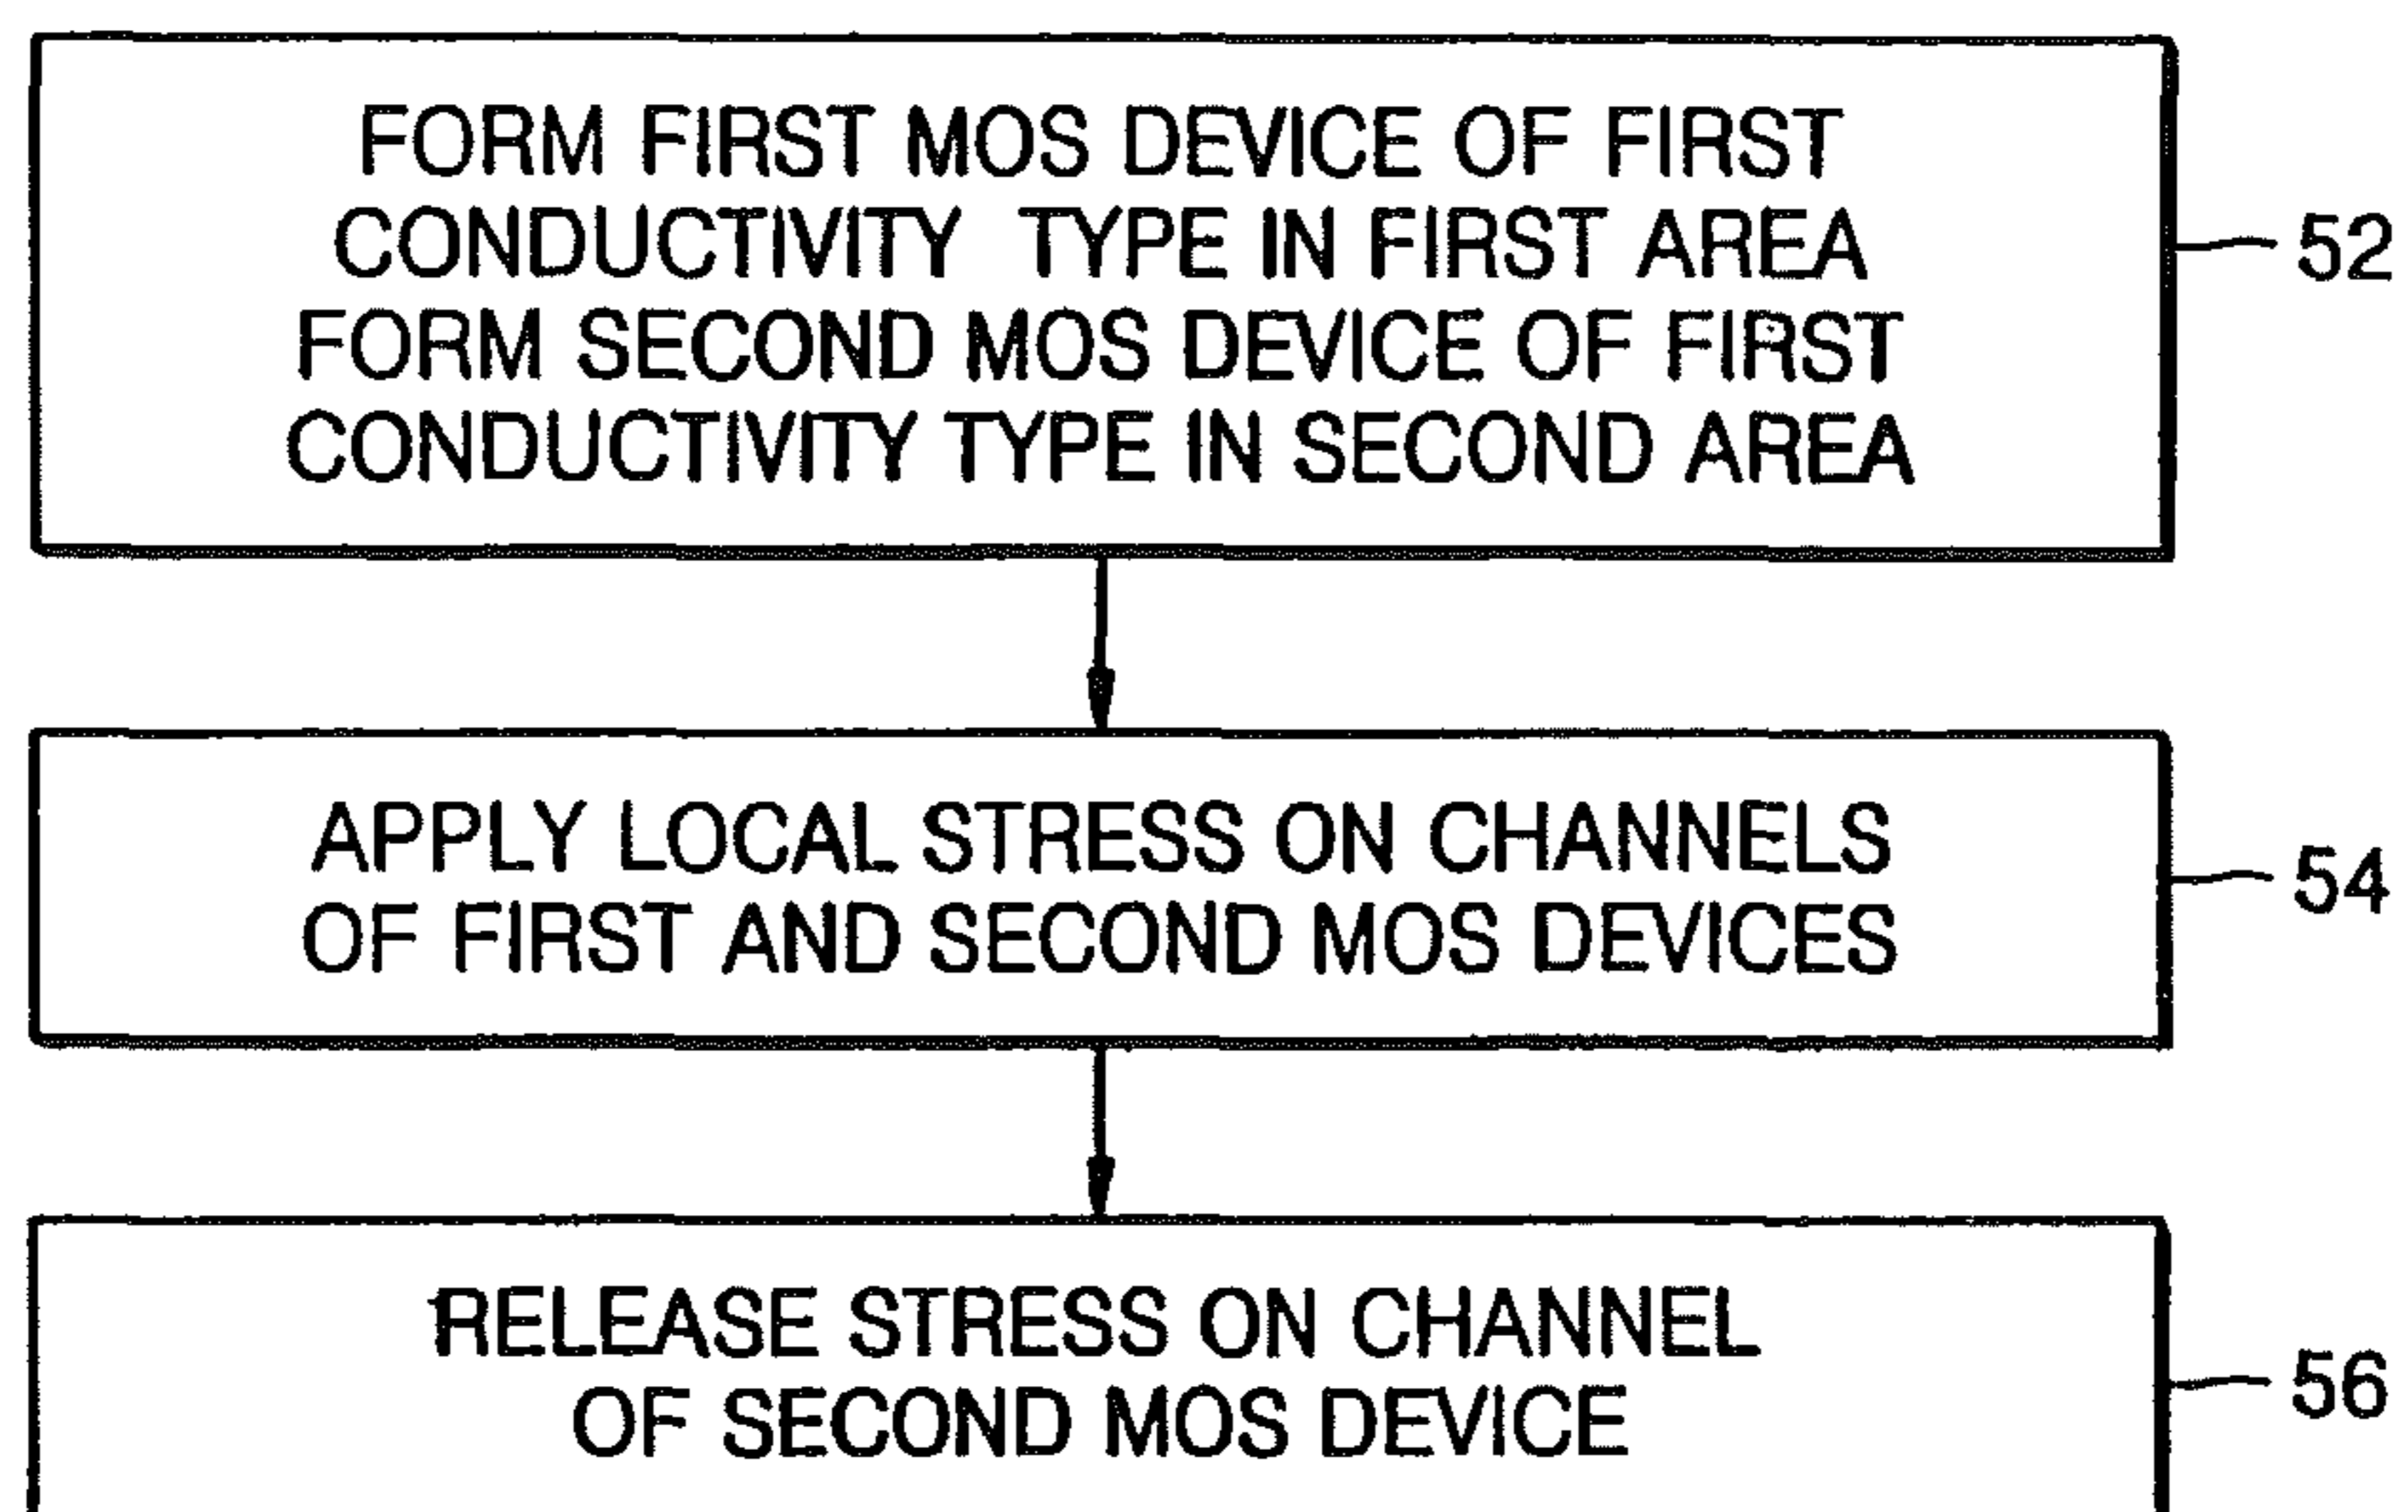 FORM FIRST MOS DEVICE OF FIRST
CONDUCTIVITY TYPE IN FIRST AREA
52
FORM SECOND MOS DEVICE OF FIRST
CONDUCTIVITY TYPE IN SECOND AREA
APPLY LOCAL STRESS ON CHANNELS
54
OF FIRST AND SECOND MOS DEVICES
RELEASE STRESS ON CHANNEL
56
OF SECOND MOS DEVICE